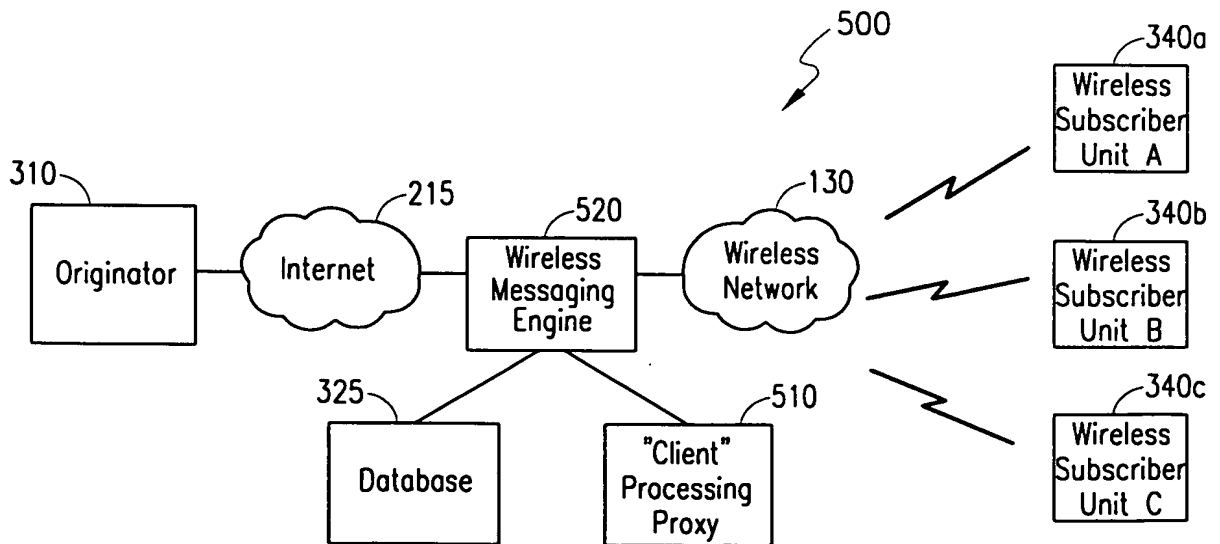 500
340a
Wireless
Subscriber
Unit A
310
215
520
130
340b
Originator
Internet
Wireless
Messaging
Engine
Wireless
Network
Wireless
Subscriber
Unit B
325
510
340c
Database
"Client"
Processing
Proxy
Wireless
Subscriber
Unit C